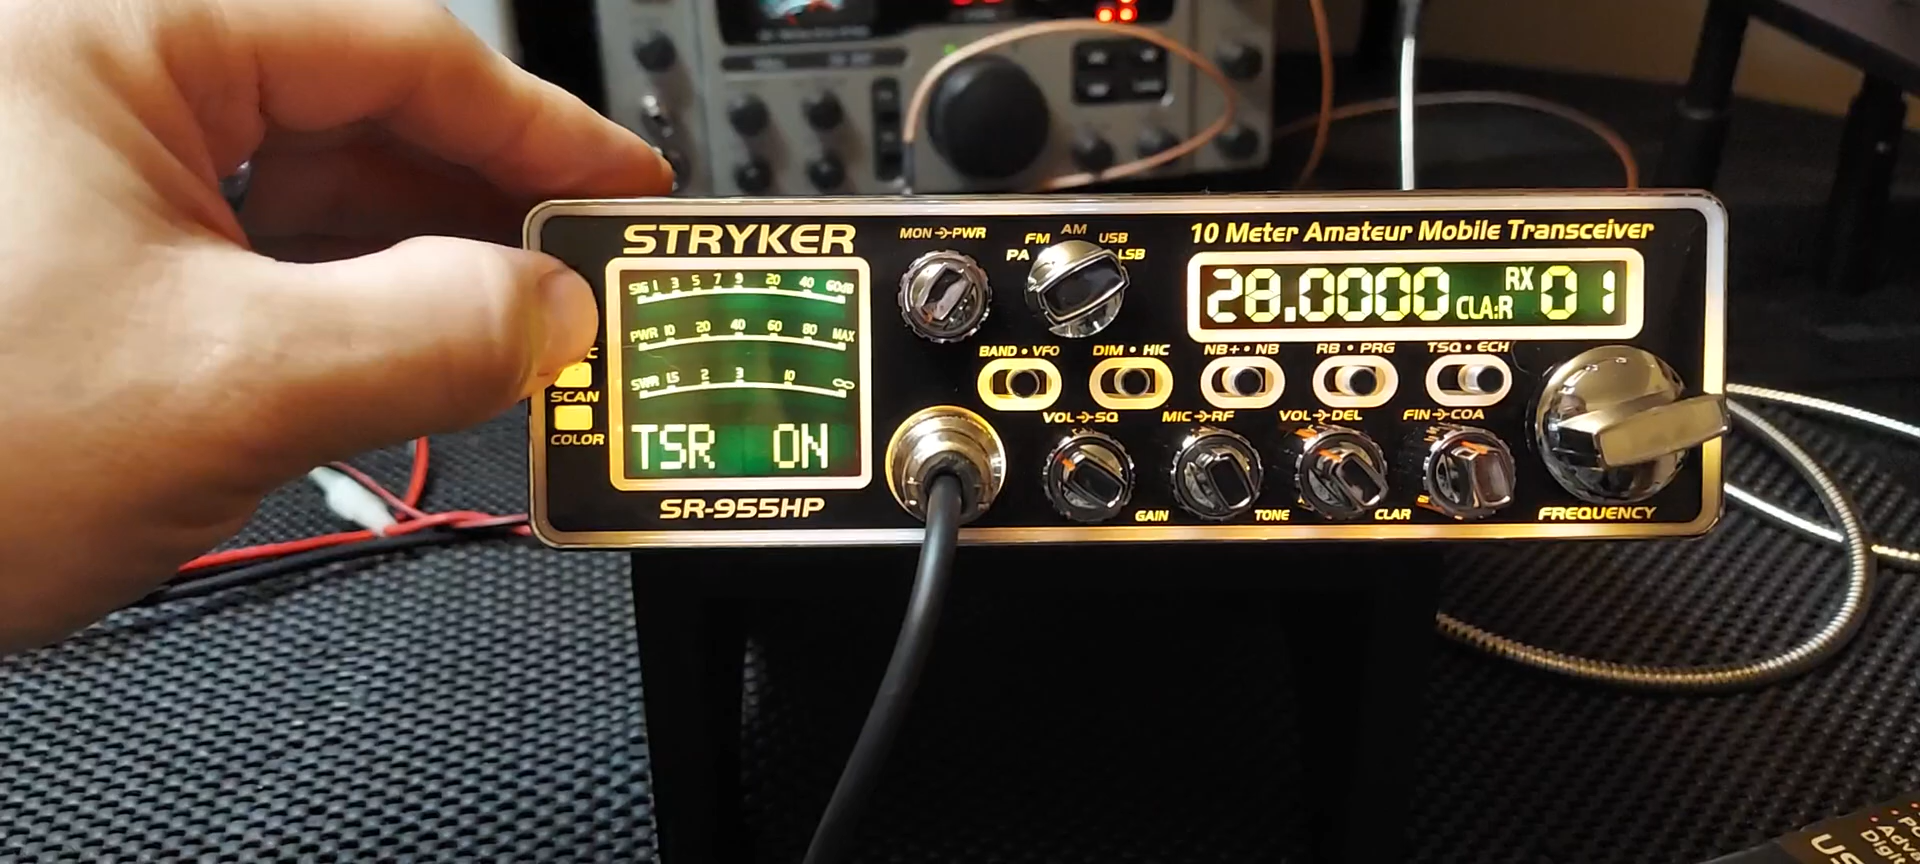 STRYKER
SIG 1 3 5 7 9 20 40 60dB
PWR 10 20 40 60 80 MAX
SWR 1.5 2 3 10 ∞
TSR ON
SR-955HP
SCAN
COLOR
MON→PWR
PA FM AM USB LSB
10 Meter Amateur Mobile Transceiver
28.0000 CLA:R RX 01
BAND • VFO
DIM • HIC
NB+ • NB
RB • PRG
TSQ • ECH
VOL→SQ
MIC→RF
VOL→DEL
FIN→COA
GAIN
TONE
CLAR
FREQUENCY